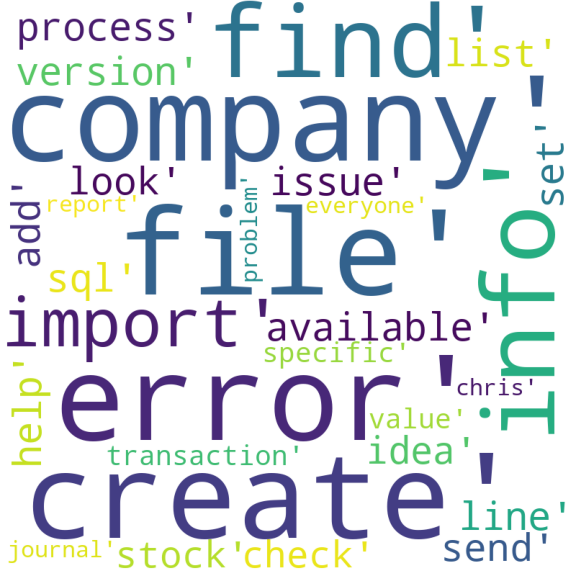 process'
find'
list'
version'
company'
set'
look'
issue'
info'
add'
report'
problem'
everyone'
file'
sql'
import'
available'
specific'
error'
chris'
help'
value'
transaction'
idea'
create'
line'
journal'
stock'
check'
send'